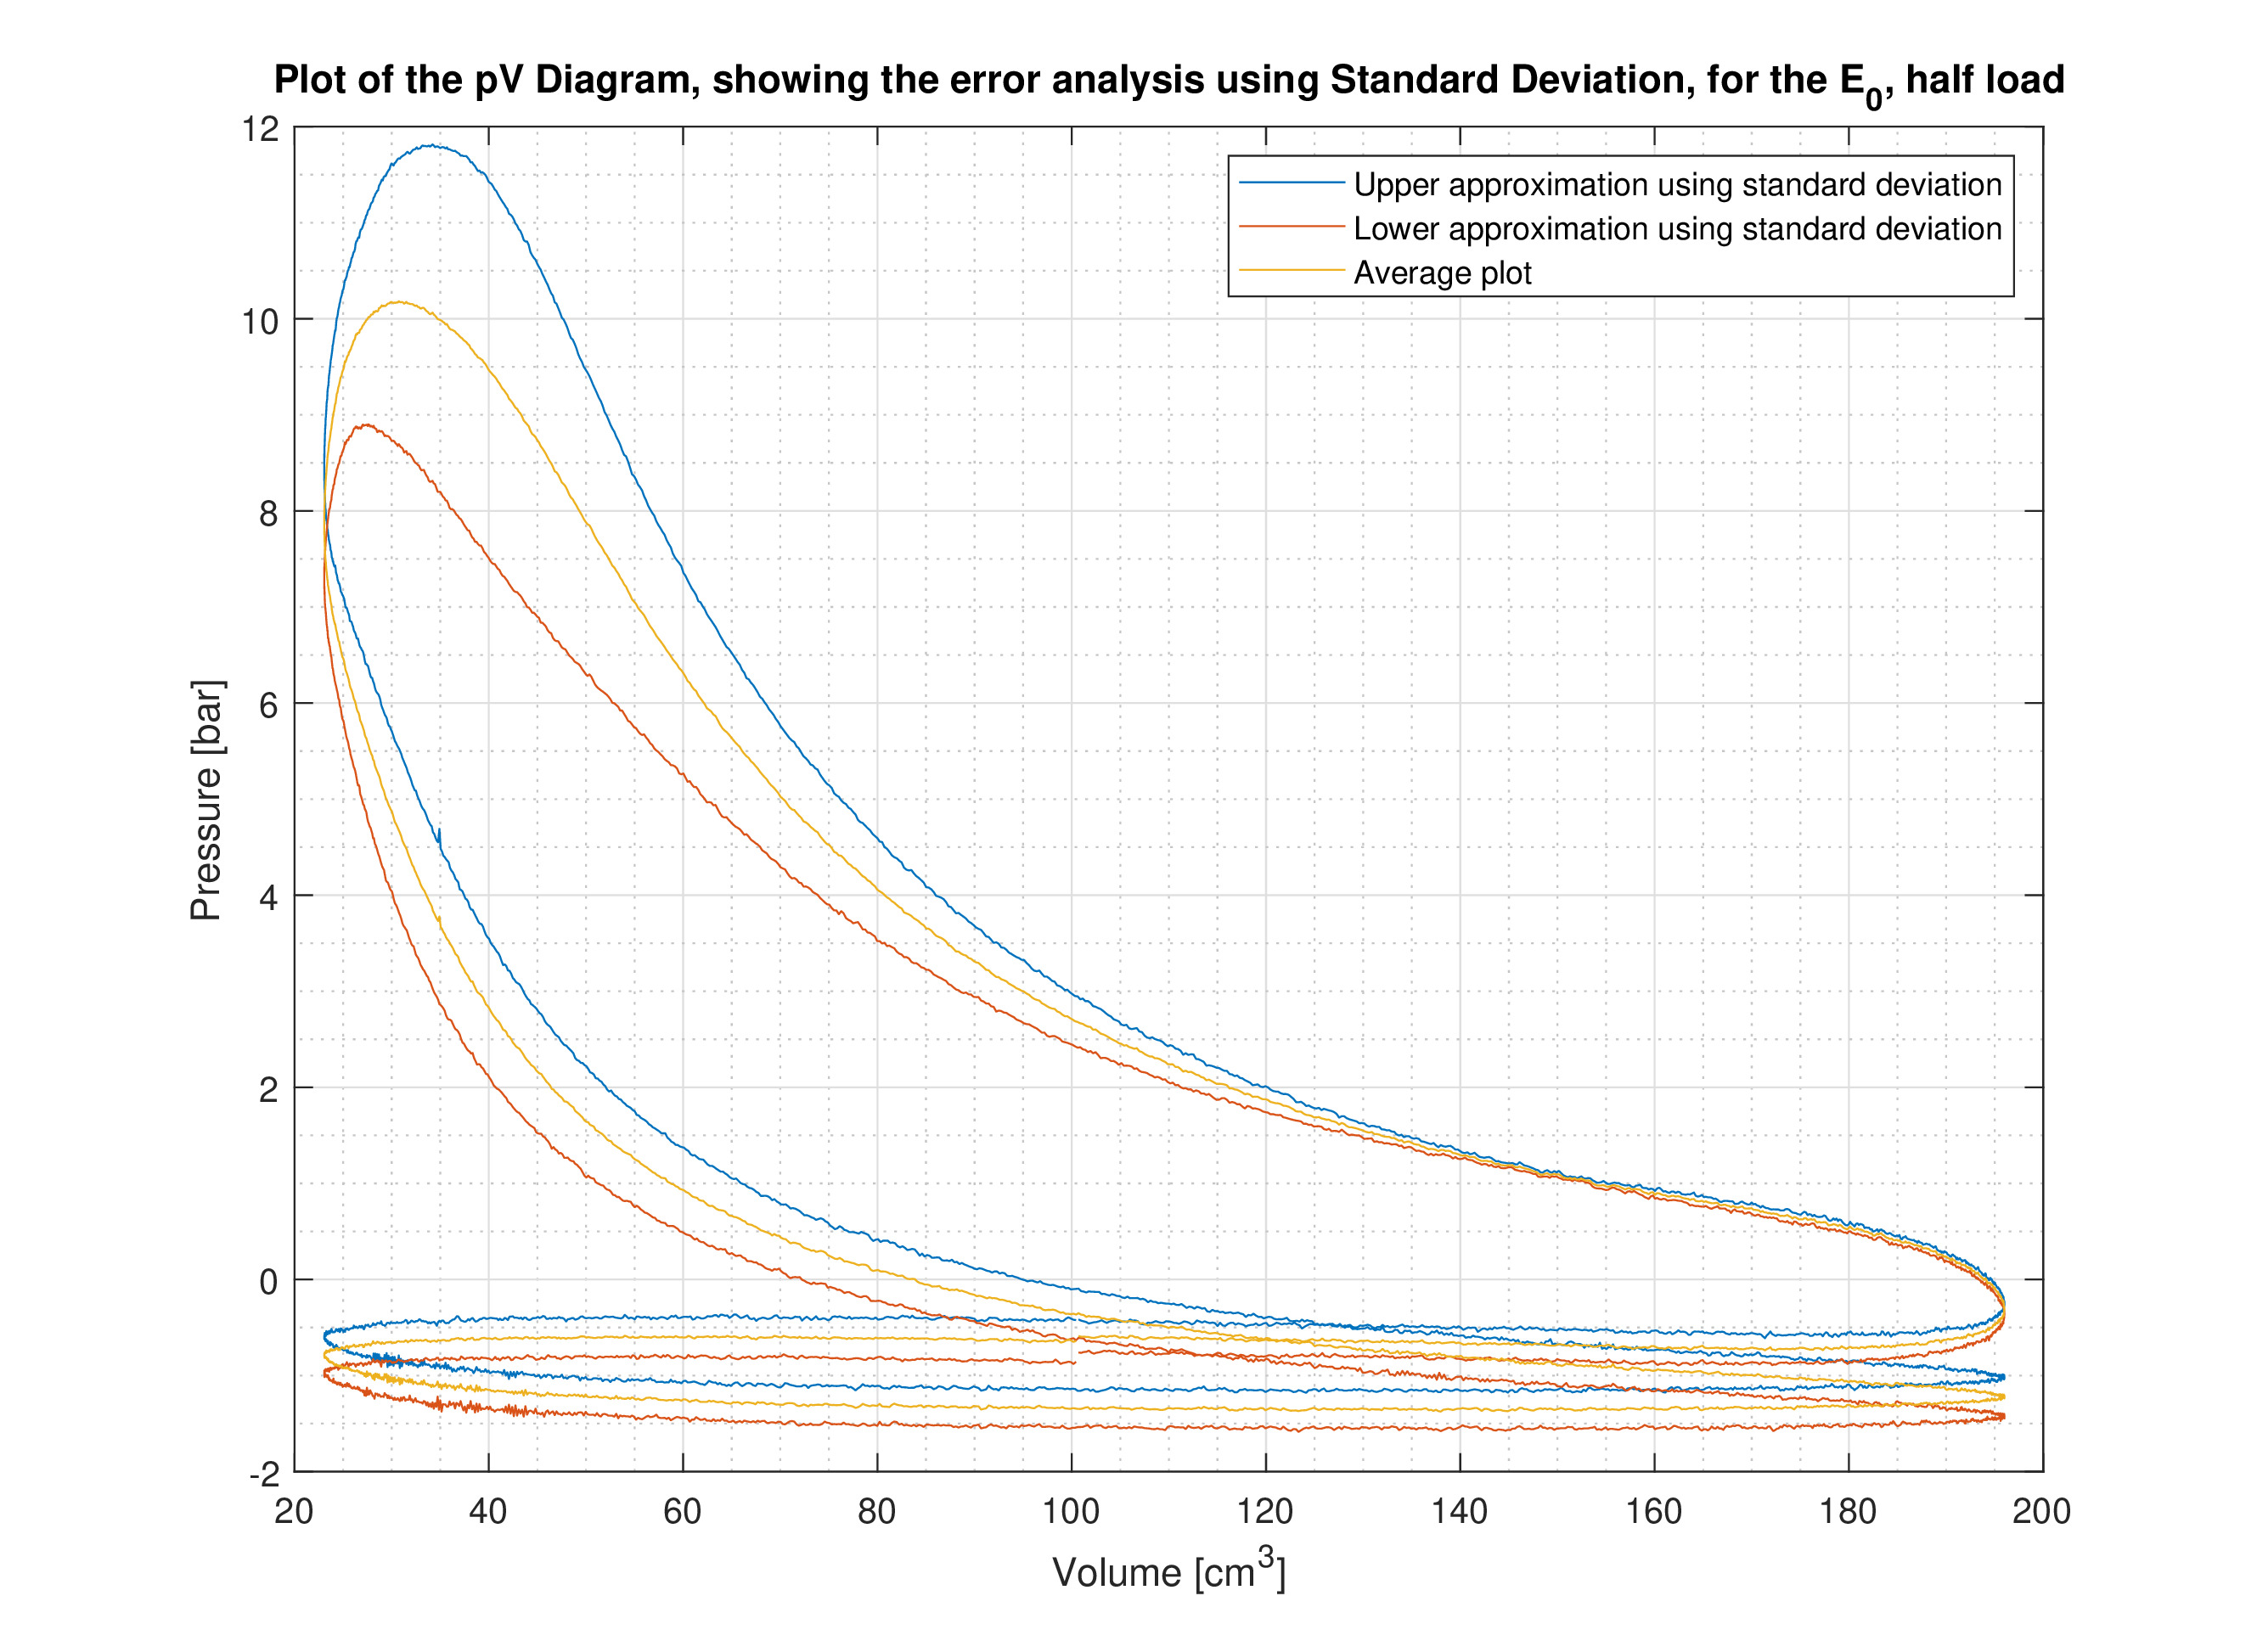 Plot of the pV Diagram, showing the error analysis using Standard Deviation, for the E0, half load
12
10
8
6
4
2
0
-2
Pressure [bar]
Upper approximation using standard deviation
Lower approximation using standard deviation
Average plot
20 40 60 80 100 120 140 160 180 200
Volume [cm3]